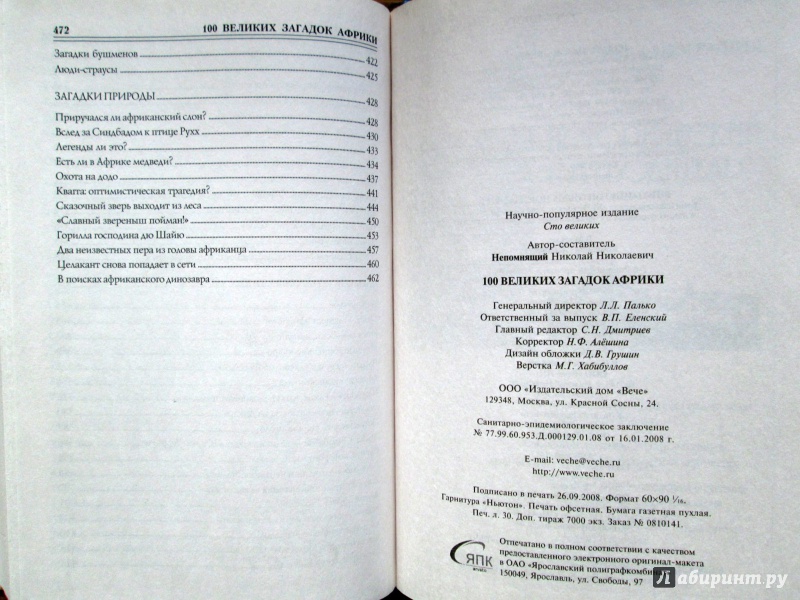 472 100 ВЕЛИКИХ ЗАГАДОК АФРИКИ
Загадки бушменов 422
Люди-страусы 425
ЗАГАДКИ ПРИРОДЫ 428
Приручался ли африканский слон? 428
Вслед за Синдбадом к птице Рухх 430
Легенды ли это? 433
Есть ли в Африке медведи? 434
Охота на додо 437
Квагга: оптимистическая трагедия? 441
Сказочный зверь выходит из леса 444
«Славный звереныш пойман!» 450
Горилла господина дю Шайю 453
Два неизвестных пера из головы африканца 457
Целакант снова попадает в сети 460
В поисках африканского динозавра 462
Научно-популярное издание
Сто великих
Автор-составитель
Непомнящий Николай Николаевич
100 ВЕЛИКИХ ЗАГАДОК АФРИКИ
Генеральный директор Л.Л. Палько
Ответственный за выпуск В.П. Еленский
Главный редактор С.Н. Дмитриев
Корректор Н.Ф. Алёшина
Дизайн обложки Д.В. Грушин
Верстка М.Г. Хабибуллов
ООО «Издательский дом «Вече»
129348, Москва, ул. Красной Сосны, 24.
Санитарно-эпидемиологическое заключение
№ 77.99.60.953.Д.000129.01.08 от 16.01.2008 г.
E-mail: veche@veche.ru
http://www.veche.ru
Подписано в печать 26.09.2008. Формат 60×90 1/16.
Гарнитура «Ньютон». Печать офсетная. Бумага газетная пухлая.
Печ. л. 30. Доп. тираж 7000 экз. Заказ № 0810141.
ЯПК
Отпечатано в полном соответствии с качеством
предоставленного электронного оригинал-макета
в ОАО «Ярославский полиграфкомбинат»
150049, Ярославль, ул. Свободы, 97
Лабиринт.ру